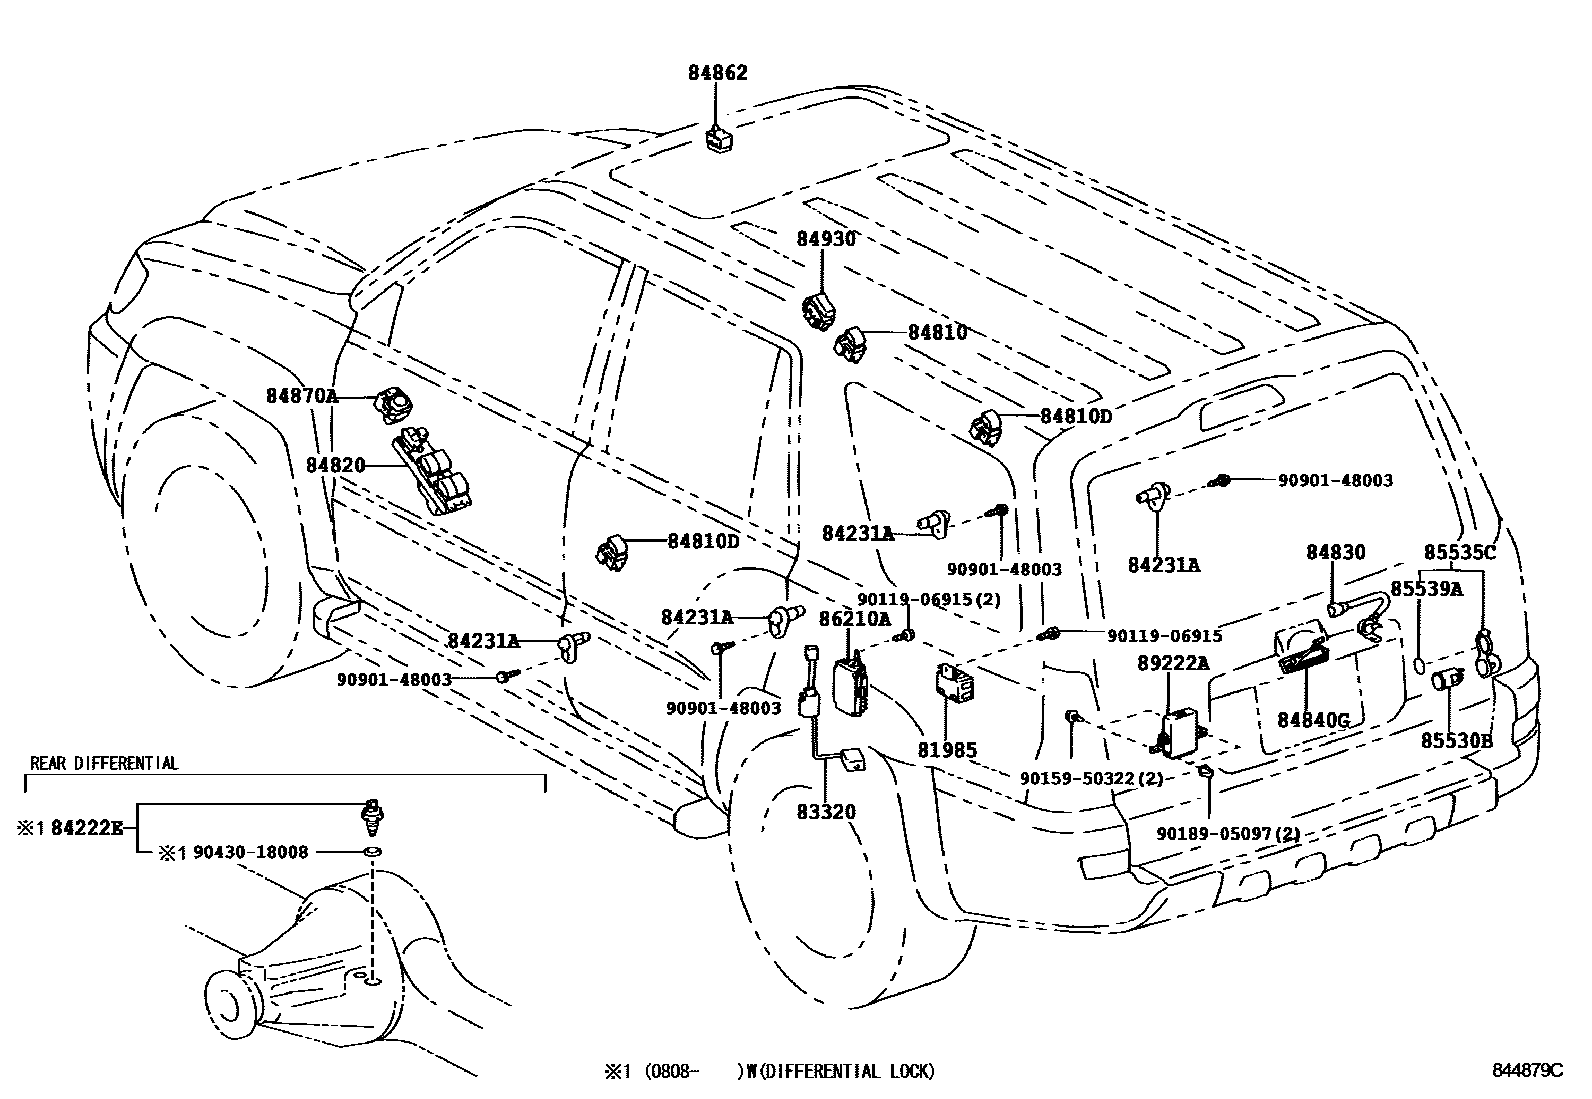 84862
84930
84810
84870A
84810D
84820
90901-48003
84231A
84810D
90901-48003
84231A
84830
85535C
85539A
90119-06915(2)
84231A
86210A
84231A
90119-06915
89222A
90901-48003
90901-48003
84840G
85530B
81985
REAR DIFFERENTIAL
90159-50322(2)
83320
※1 84222E
90189-05097(2)
※1 90430-18008
※1 (0808-    )W(DIFFERENTIAL LOCK)
844879C